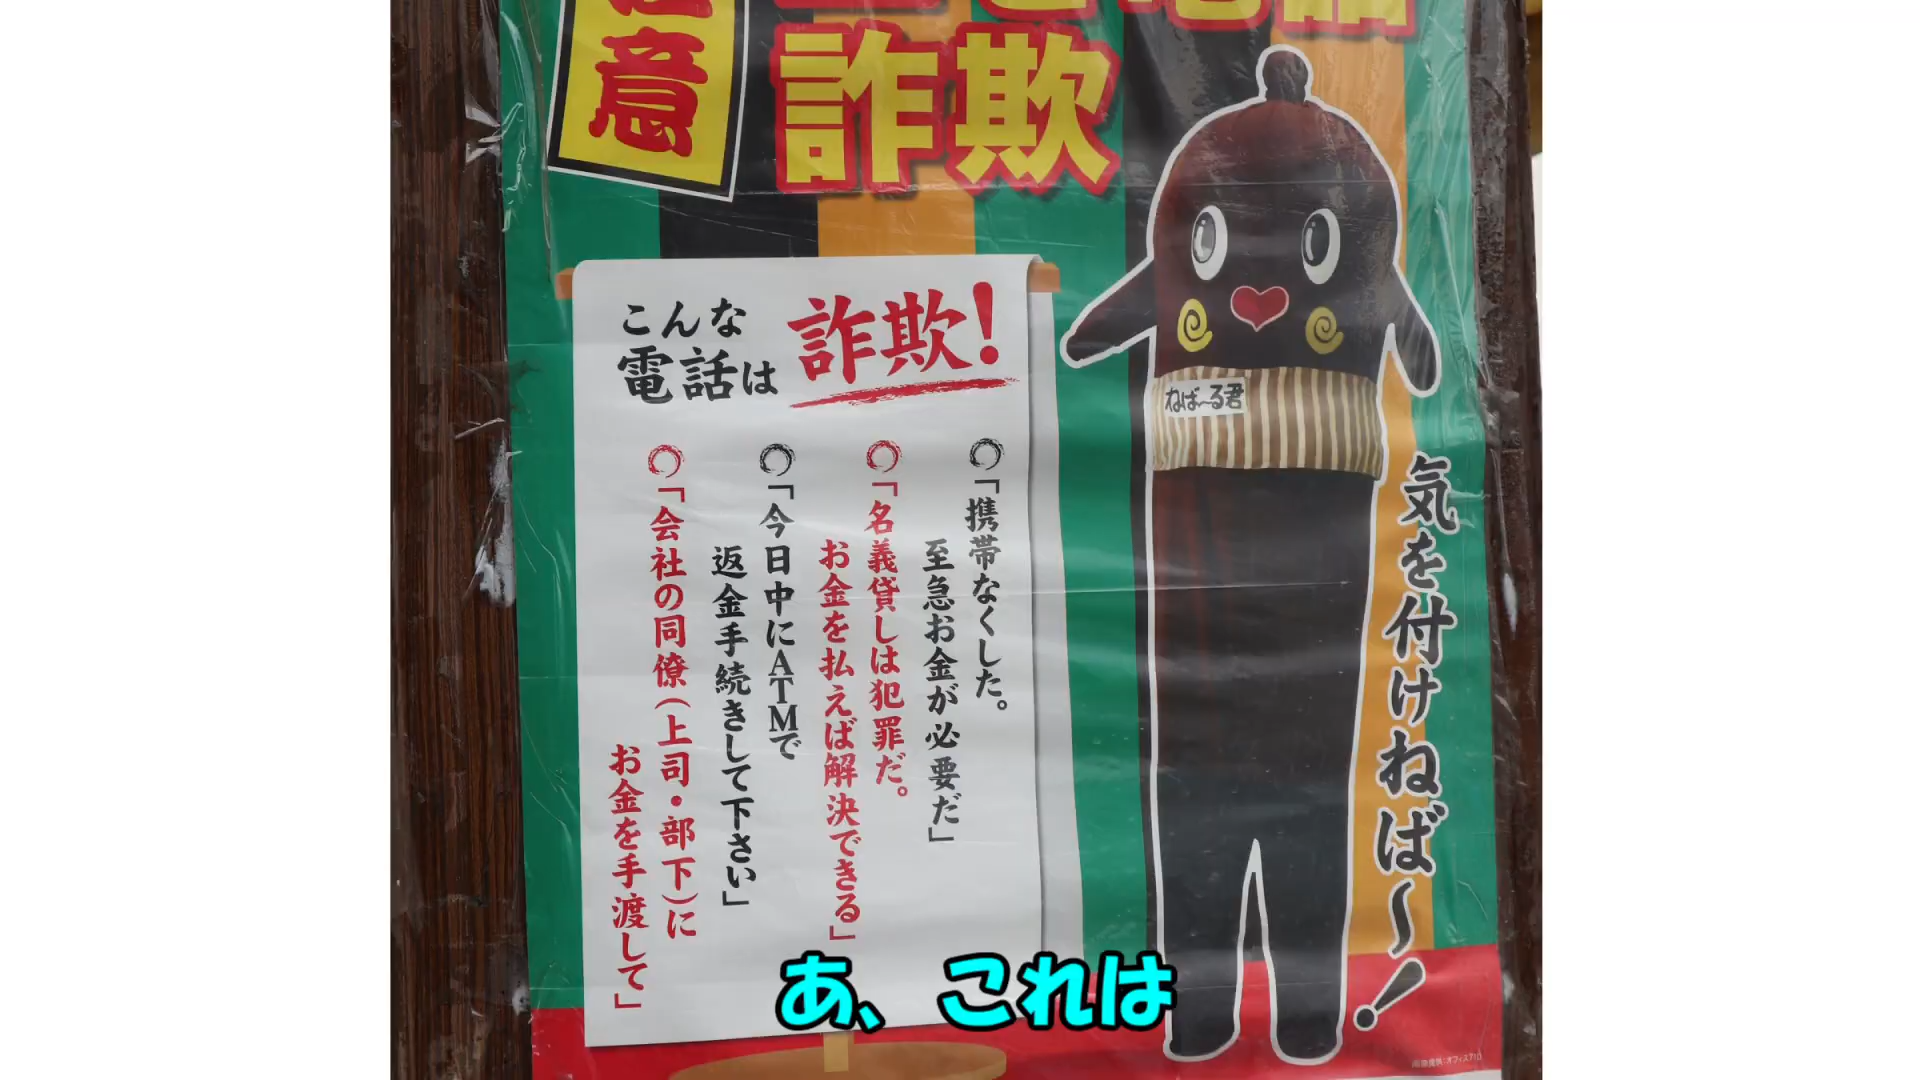 意
詐欺
こんな
電話は
詐欺!
〇「携帯なくした。
至急お金が必要だ」
〇「名義貸しは犯罪だ。
お金を払えば解決できる」
〇「今日中にATMで
返金手続きして下さい」
〇「会社の同僚(上司・部下)に
お金を手渡して」
ねば〜る君
気を付けねば〜!
あ、これは